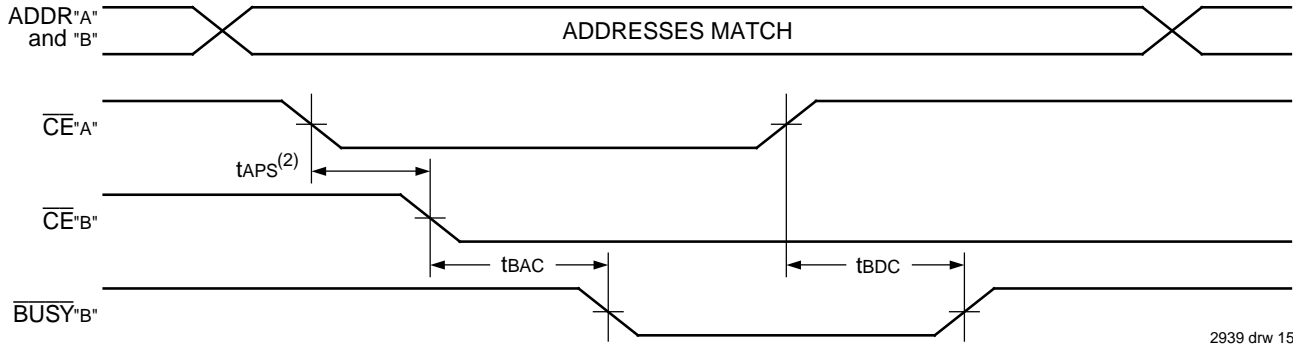 ADDR"A"
and "B"
ADDRESSES MATCH
CE"A"
tAPS(2)
CE"B"
tBAC
tBDC
BUSY"B"
2939 drw 15